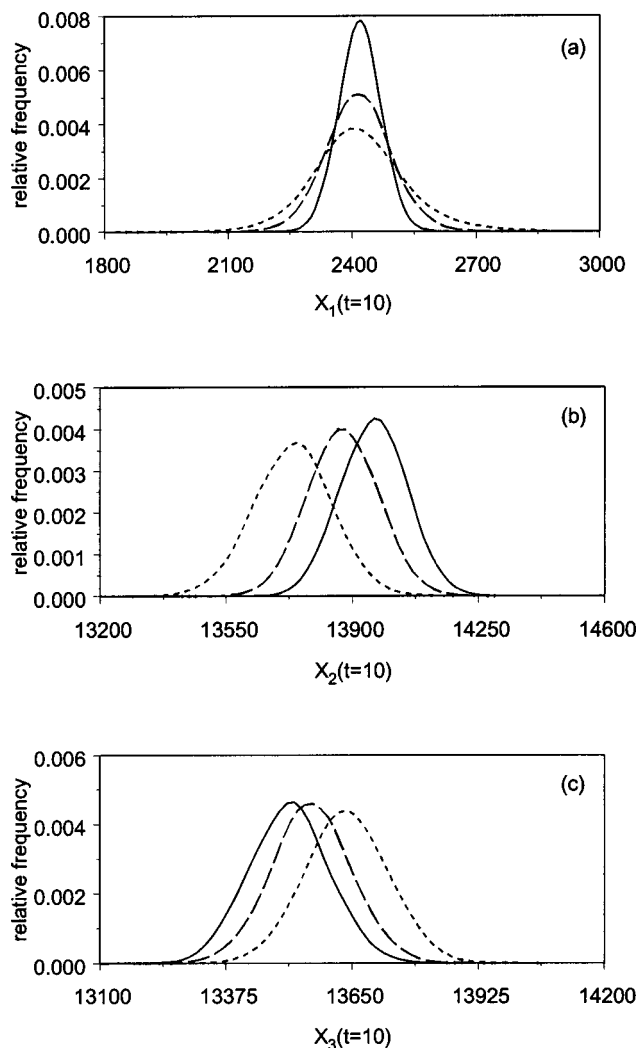 (a)
relative frequency
0.008
0.006
0.004
0.002
0.000
1800 2100 2400 2700 3000
X₁(t=10)
(b)
relative frequency
0.005
0.004
0.003
0.002
0.001
0.000
13200 13550 13900 14250 14600
X₂(t=10)
(c)
relative frequency
0.006
0.004
0.002
0.000
13100 13375 13650 13925 14200
X₃(t=10)